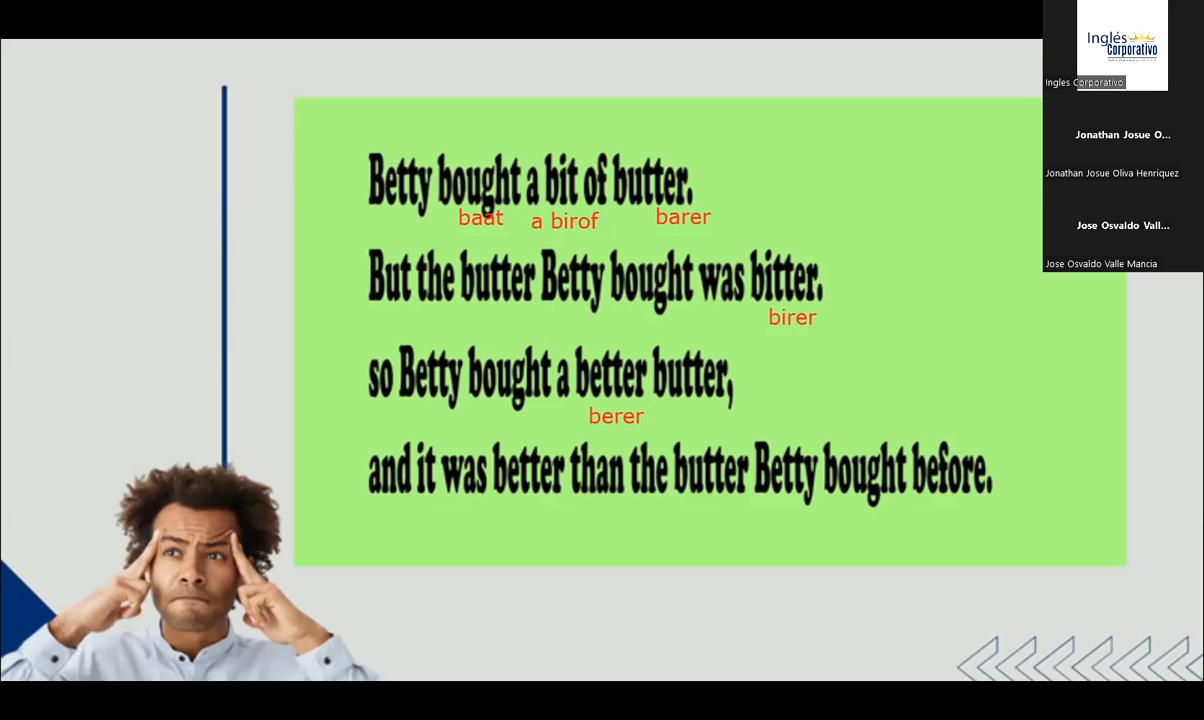 Betty bought a bit of butter.
baat a birof barer
But the butter Betty bought was bitter.
birer
so Betty bought a better butter,
berer
and it was better than the butter Betty bought before.
Inglés
Corporativo
Ingles Corporativo
Jonathan Josue O...
Jonathan Josue Oliva Henriquez
Jose Osvaldo Vall...
Jose Osvaldo Valle Mancia